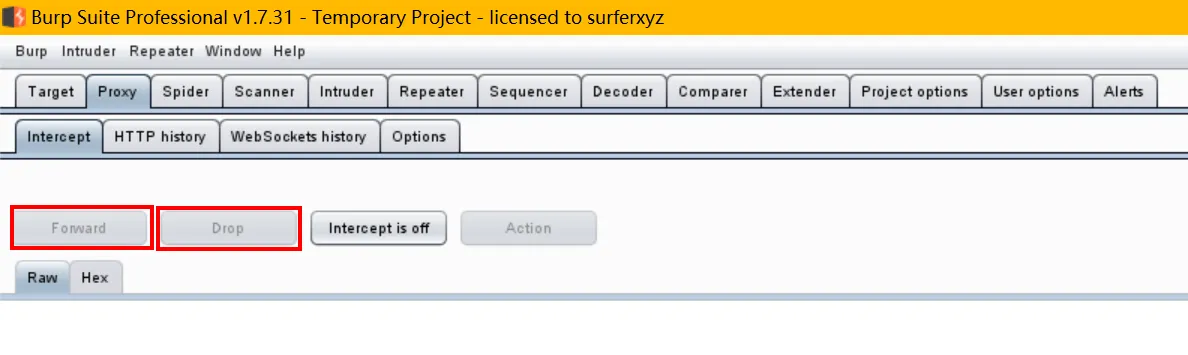 Burp Suite Professional v1.7.31 - Temporary Project - licensed to surferxyz
Burp Intruder Repeater Window Help
Target Proxy Spider Scanner Intruder Repeater Sequencer Decoder Comparer Extender Project options User options Alerts
Intercept HTTP history WebSockets history Options
Forward Drop Intercept is off Action
Raw Hex